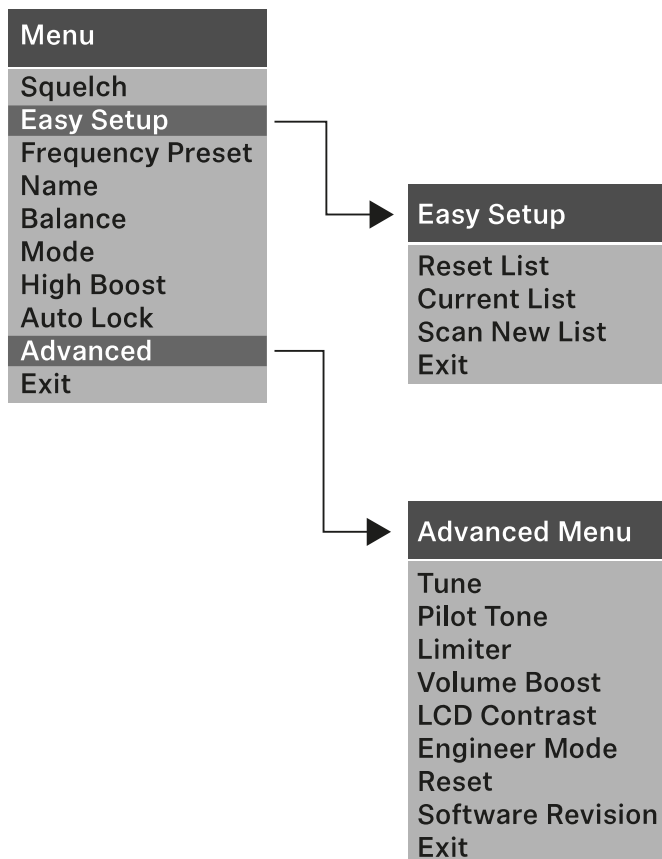 Menu
Squelch
Easy Setup
Frequency Preset
Name
Balance
Mode
High Boost
Auto Lock
Advanced
Exit
Easy Setup
Reset List
Current List
Scan New List
Exit
Advanced Menu
Tune
Pilot Tone
Limiter
Volume Boost
LCD Contrast
Engineer Mode
Reset
Software Revision
Exit